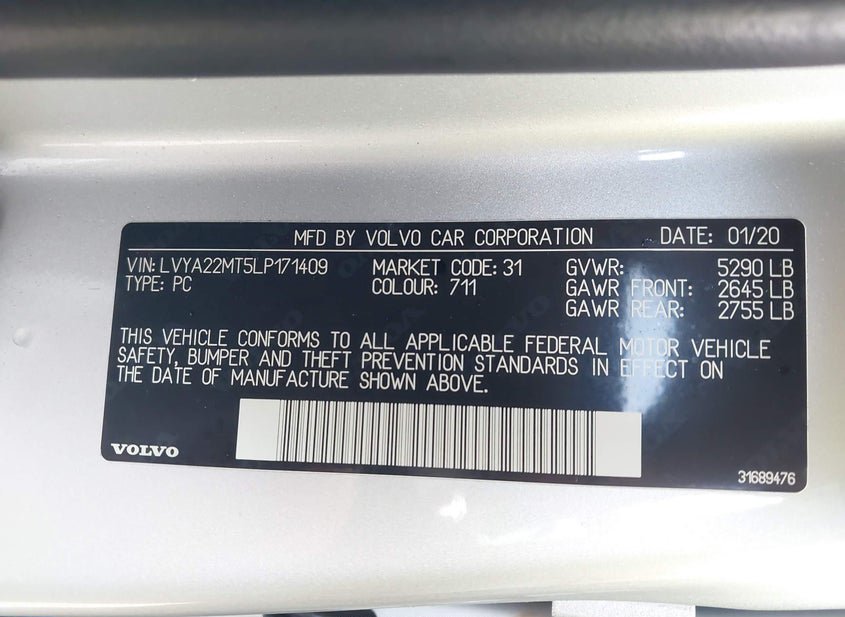 MFD BY VOLVO CAR CORPORATION DATE: 01/20
VIN: LVYA22MT5LP171409 MARKET CODE: 31 GVWR: 5290 LB
TYPE: PC COLOUR: 711 GAWR FRONT: 2645 LB
GAWR REAR: 2755 LB
THIS VEHICLE CONFORMS TO ALL APPLICABLE FEDERAL MOTOR VEHICLE
SAFETY, BUMPER AND THEFT PREVENTION STANDARDS IN EFFECT ON
THE DATE OF MANUFACTURE SHOWN ABOVE.
VOLVO
31689476